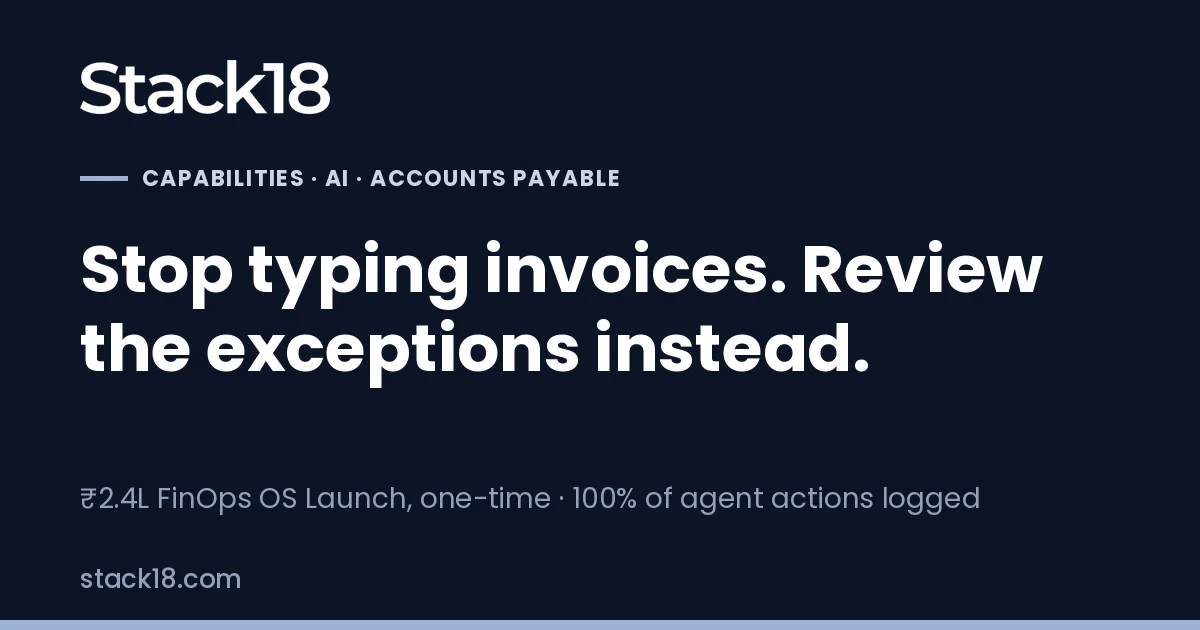 Stack18
CAPABILITIES · AI · ACCOUNTS PAYABLE
Stop typing invoices. Review
the exceptions instead.
₹2.4L FinOps OS Launch, one-time · 100% of agent actions logged
stack18.com